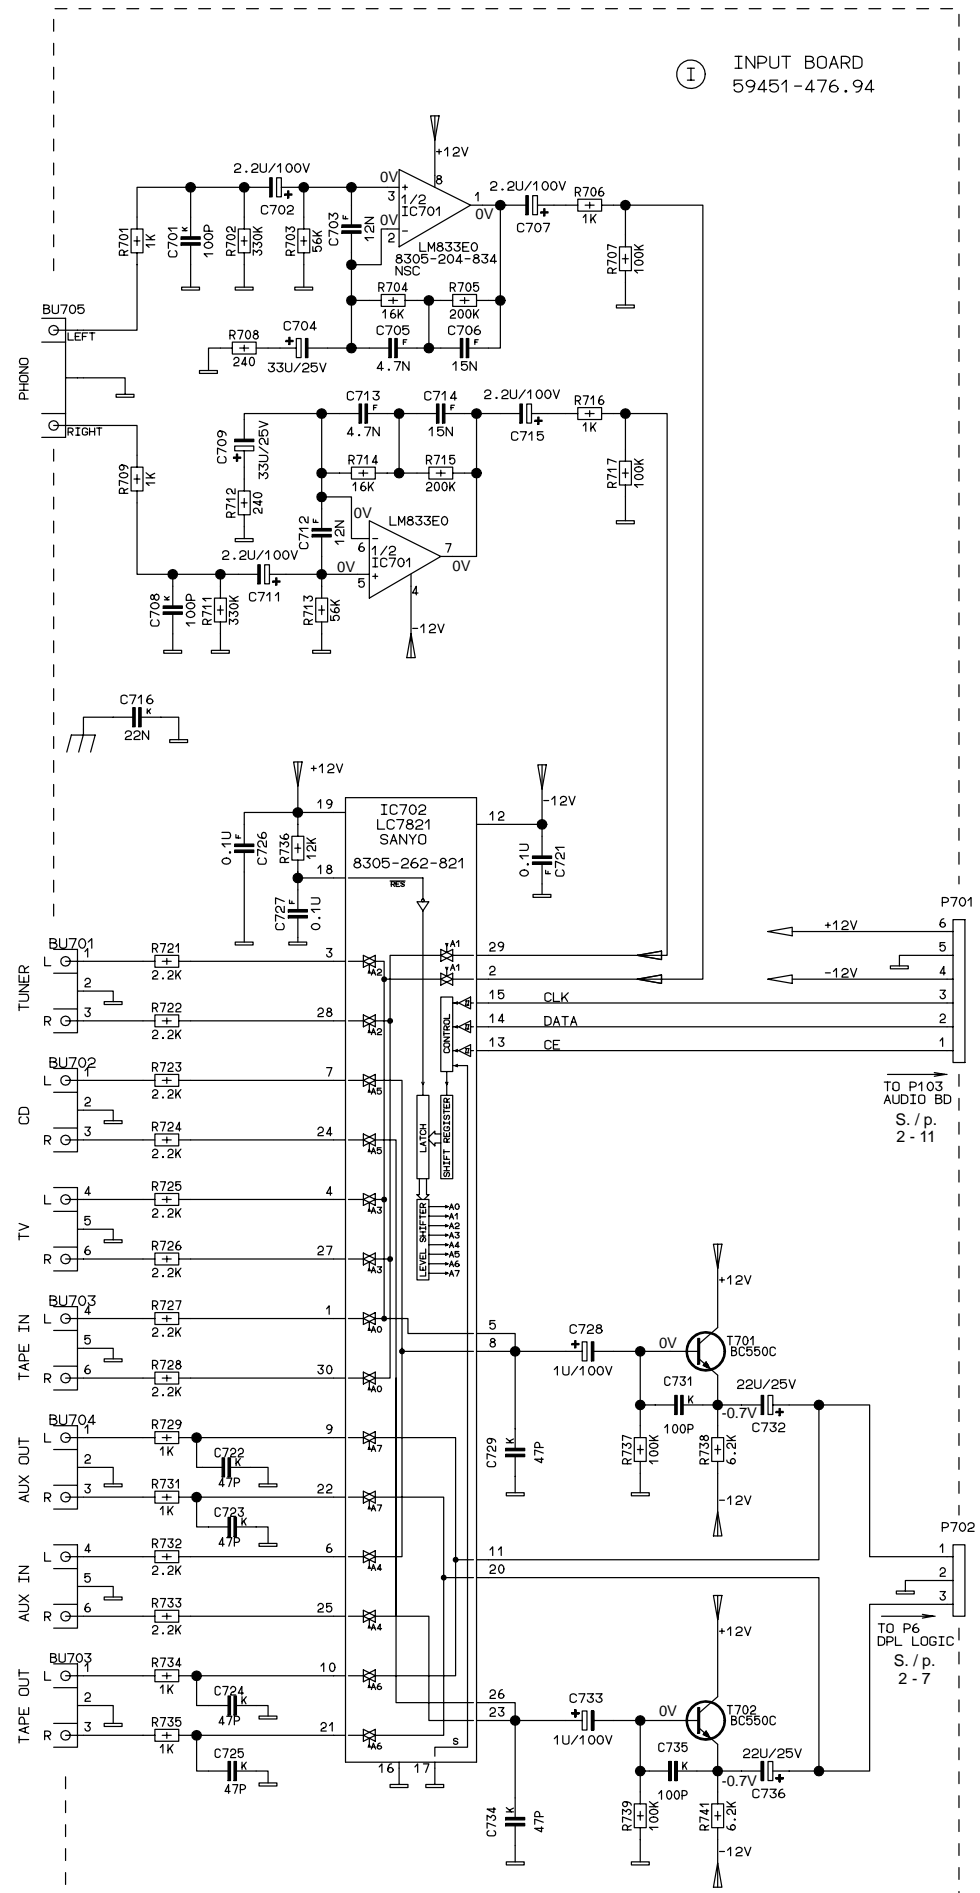 I
INPUT BOARD
59451-476.94
+12V
2.2U/100V
C702
R701
1K
C701
K
100P
R702
330K
R703
56K
C703
F
12N
0V
3
+
8
1/2
IC701
0V
2
−
1
0V
LM833E0
8305-204-834
NSC
2.2U/100V
C707
R706
1K
R707
100K
R704
16K
R705
200K
C705
F
4.7N
C706
F
15N
R708
240
C704
33U/25V
BU705
LEFT
PHONO
RIGHT
R709
1K
C709
33U/25V
R712
240
C713
F
4.7N
C714
F
15N
2.2U/100V
C715
R716
1K
R717
100K
R714
16K
R715
200K
C712
F
12N
LM833E0
0V
6
−
1/2
IC701
7
0V
0V
5
+
4
-12V
2.2U/100V
C711
C708
K
100P
R711
330K
R713
56K
C716
K
22N
+12V
19
IC702
LC7821
SANYO
8305-262-821
12
-12V
0.1U
F
C726
R736
12K
18
RES
C727
F
0.1U
0.1U
F
C721
P701
+12V
6
5
-12V
4
3
2
1
TO P103
AUDIO BD
S. / p.
2 - 11
A1
29
A1
2
15
CLK
14
DATA
13
CE
CONTROL
LATCH
SHIFT REGISTER
LEVEL SHIFTER
A0
A1
A2
A3
A4
A5
A6
A7
TUNER
BU701
L
1
2
R
3
R721
2.2K
3
A2
R722
2.2K
28
A2
CD
BU702
L
1
2
R
3
R723
2.2K
7
A5
R724
2.2K
24
A5
TV
L
4
5
R
6
R725
2.2K
4
A3
R726
2.2K
27
A3
TAPE IN
BU703
L
4
5
R
6
R727
2.2K
1
A0
R728
2.2K
30
A0
AUX OUT
BU704
L
1
2
R
3
R729
1K
C722
K
47P
9
A7
R731
1K
C723
K
47P
22
A7
AUX IN
L
4
5
R
6
R732
2.2K
6
A4
R733
2.2K
25
A4
TAPE OUT
BU703
L
1
2
R
3
R734
1K
C724
K
47P
10
A6
R735
1K
C725
K
47P
21
A6
S
16
17
5
8
C728
1U/100V
C729
K
47P
0V
+12V
T701
BC550C
C731
K
100P
R737
100K
-0.7V
R738
6.2K
22U/25V
C732
-12V
11
20
P702
1
2
3
TO P6
DPL LOGIC
S. / p.
2 - 7
26
23
C733
1U/100V
C734
K
47P
0V
+12V
T702
BC550C
C735
K
100P
R739
100K
-0.7V
R741
6.2K
22U/25V
C736
-12V